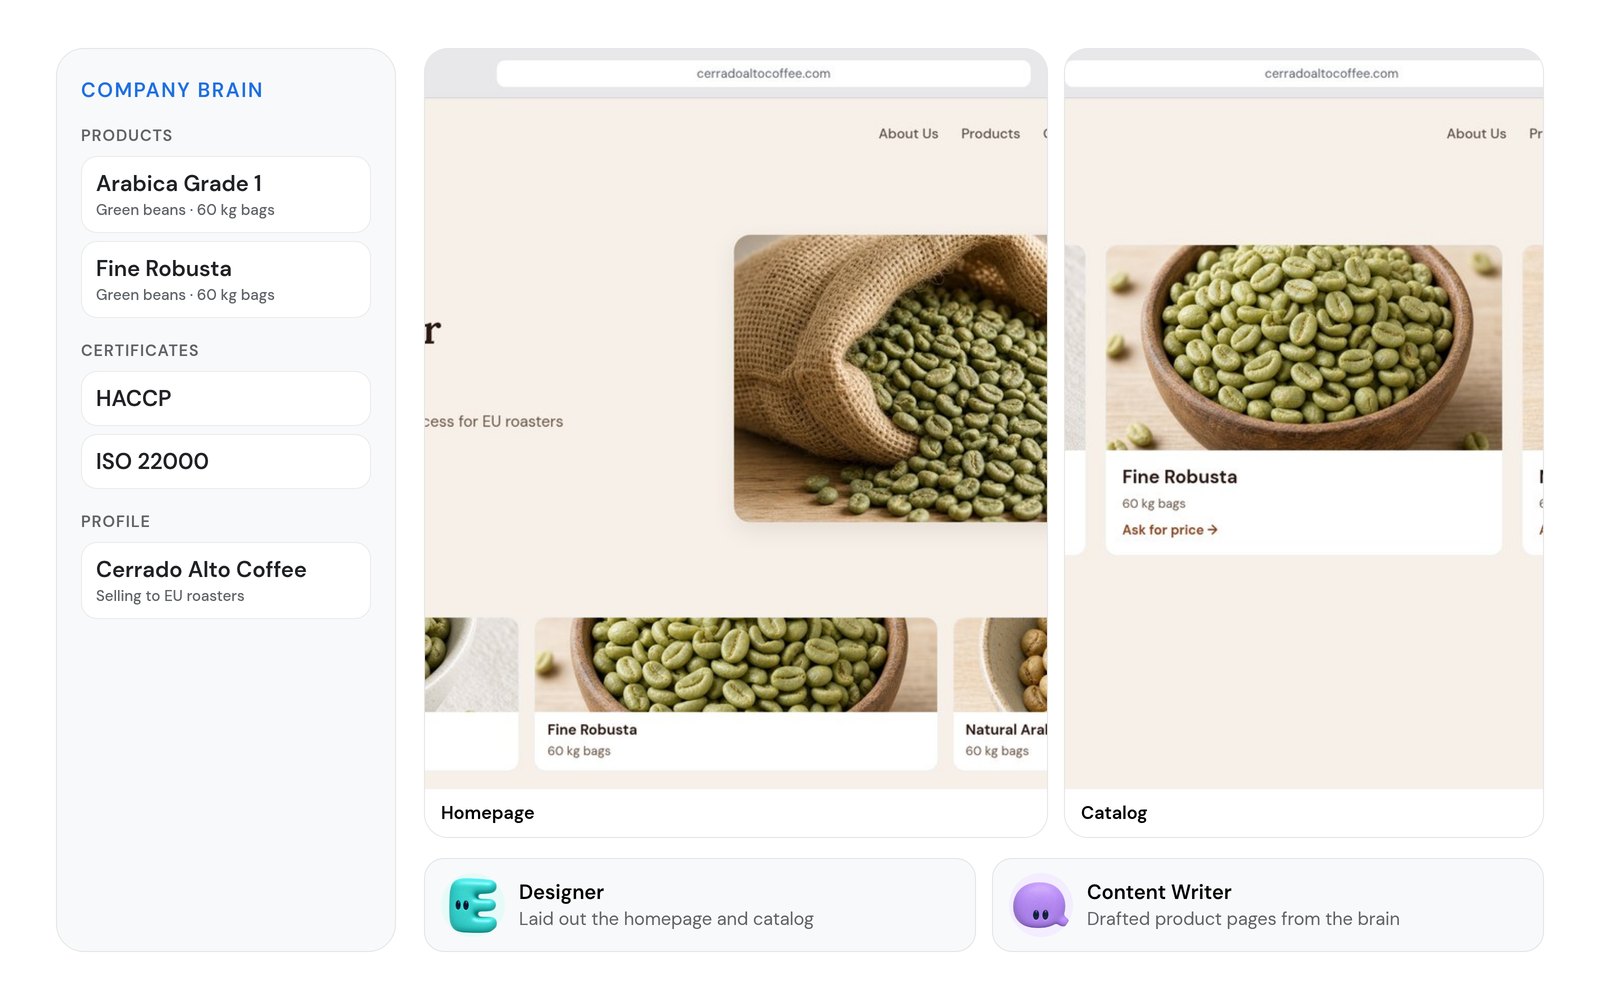 COMPANY BRAIN
PRODUCTS
Arabica Grade 1
Green beans · 60 kg bags
Fine Robusta
Green beans · 60 kg bags
CERTIFICATES
HACCP
ISO 22000
PROFILE
Cerrado Alto Coffee
Selling to EU roasters
cerradoaltocoffee.com
About Us Products
r
cess for EU roasters
Fine Robusta
60 kg bags
Natural Aral
60 kg bags
Homepage
cerradoaltocoffee.com
About Us Pr
Fine Robusta
60 kg bags
Ask for price →
Catalog
Designer
Laid out the homepage and catalog
Content Writer
Drafted product pages from the brain